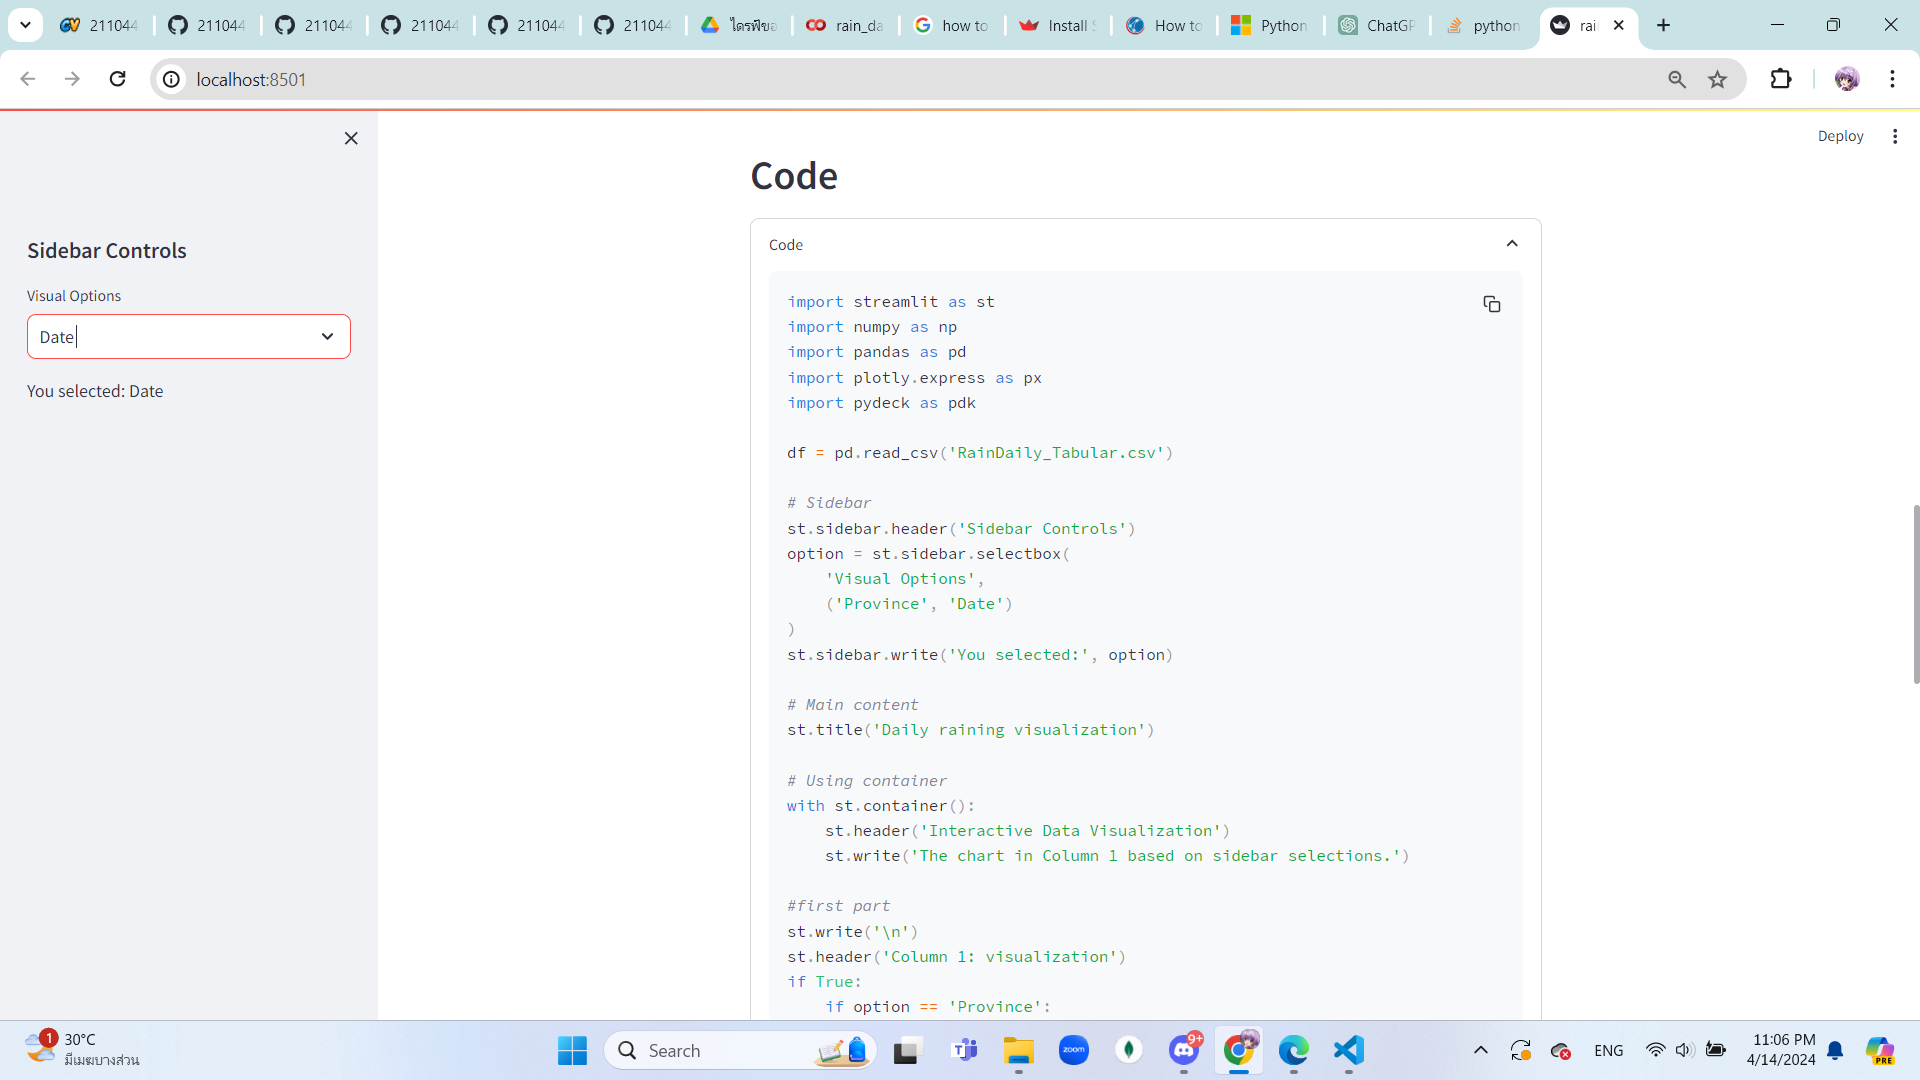 211044
211044
211044
211044
211044
211044
ไดรฟ์ของ
rain_da
how to
Install S
How to
Python
ChatGP
python
rai
localhost:8501
Deploy
Sidebar Controls
Visual Options
Date
You selected: Date
Code
Code
import streamlit as st
import numpy as np
import pandas as pd
import plotly.express as px
import pydeck as pdk
df = pd.read_csv('RainDaily_Tabular.csv')
# Sidebar
st.sidebar.header('Sidebar Controls')
option = st.sidebar.selectbox(
    'Visual Options',
    ('Province', 'Date')
)
st.sidebar.write('You selected:', option)
# Main content
st.title('Daily raining visualization')
# Using container
with st.container():
    st.header('Interactive Data Visualization')
    st.write('The chart in Column 1 based on sidebar selections.')
#first part
st.write('\n')
st.header('Column 1: visualization')
if True:
    if option == 'Province':
1
30°C
มีเมฆบางส่วน
Search
zoom
9+
ENG
11:06 PM
4/14/2024
PRE